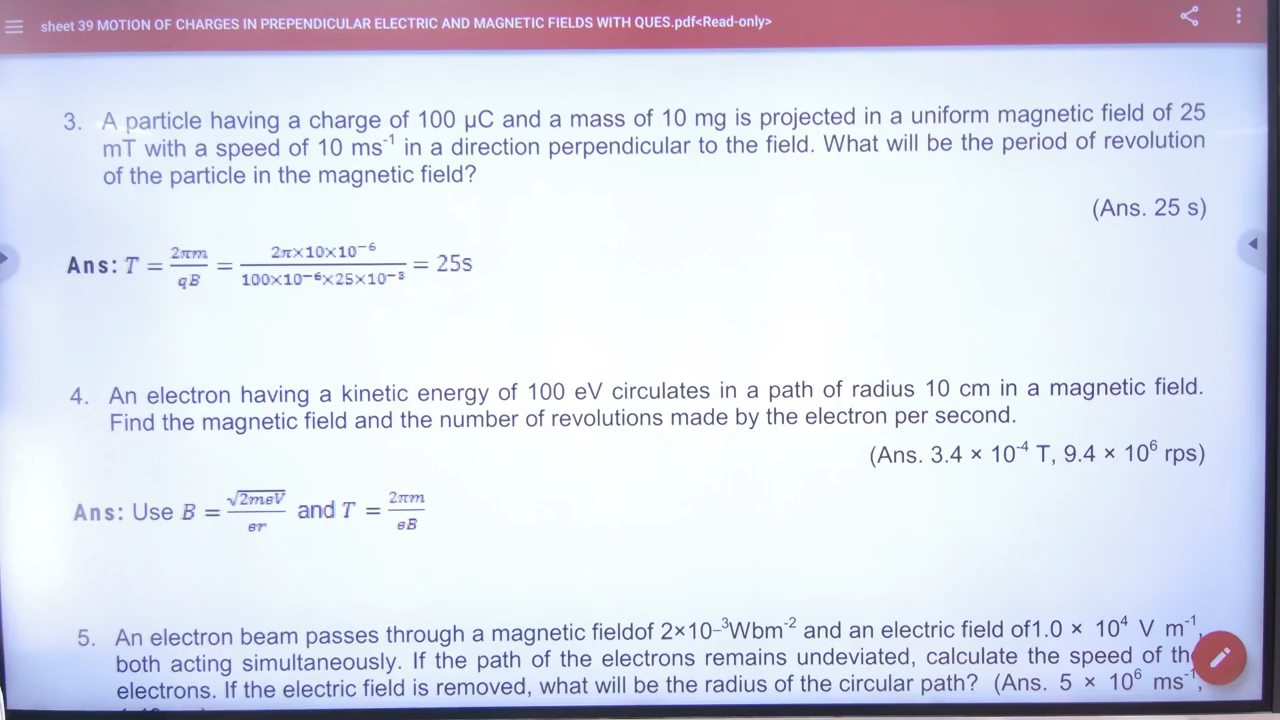 sheet 39 MOTION OF CHARGES IN PREPENDICULAR ELECTRIC AND MAGNETIC FIELDS WITH QUES.pdf<Read-only>
3. A particle having a charge of 100 µC and a mass of 10 mg is projected in a uniform magnetic field of 25
mT with a speed of 10 ms⁻¹ in a direction perpendicular to the field. What will be the period of revolution
of the particle in the magnetic field?
(Ans. 25 s)
Ans: T = 2πm/qB = 2π×10×10⁻⁶/100×10⁻⁶×25×10⁻³ = 25s
4. An electron having a kinetic energy of 100 eV circulates in a path of radius 10 cm in a magnetic field.
Find the magnetic field and the number of revolutions made by the electron per second.
(Ans. 3.4 × 10⁻⁴ T, 9.4 × 10⁶ rps)
Ans: Use B = √2meV/er and T = 2πm/eB
5. An electron beam passes through a magnetic fieldof 2×10–³Wbm⁻² and an electric field of1.0 × 10⁴ V m⁻¹,
both acting simultaneously. If the path of the electrons remains undeviated, calculate the speed of the
electrons. If the electric field is removed, what will be the radius of the circular path? (Ans. 5 × 10⁶ ms⁻¹,